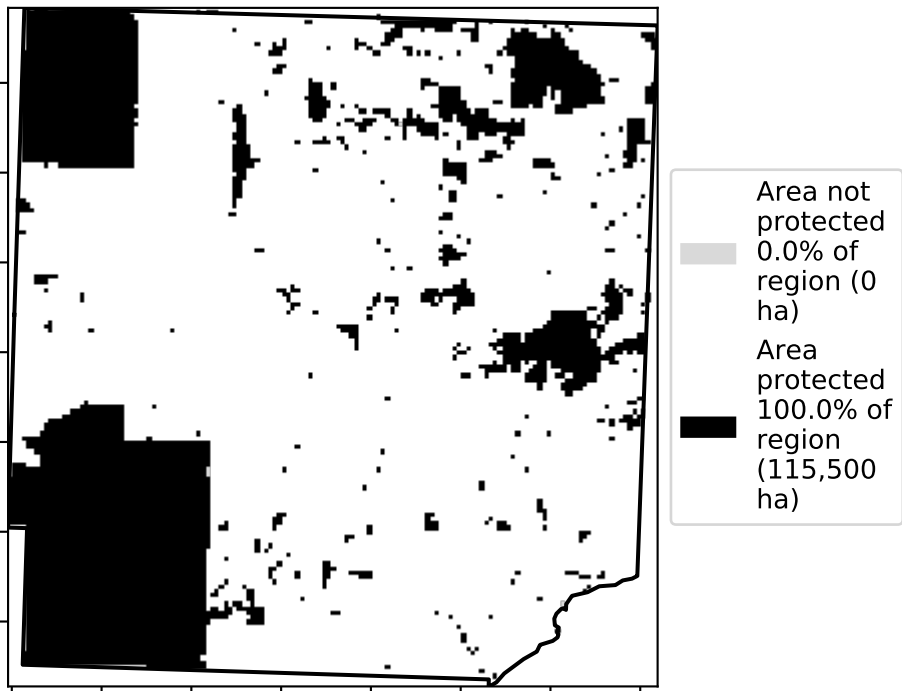 Area not
protected
0.0% of
region (0
ha)
Area
protected
100.0% of
region
(115,500
ha)